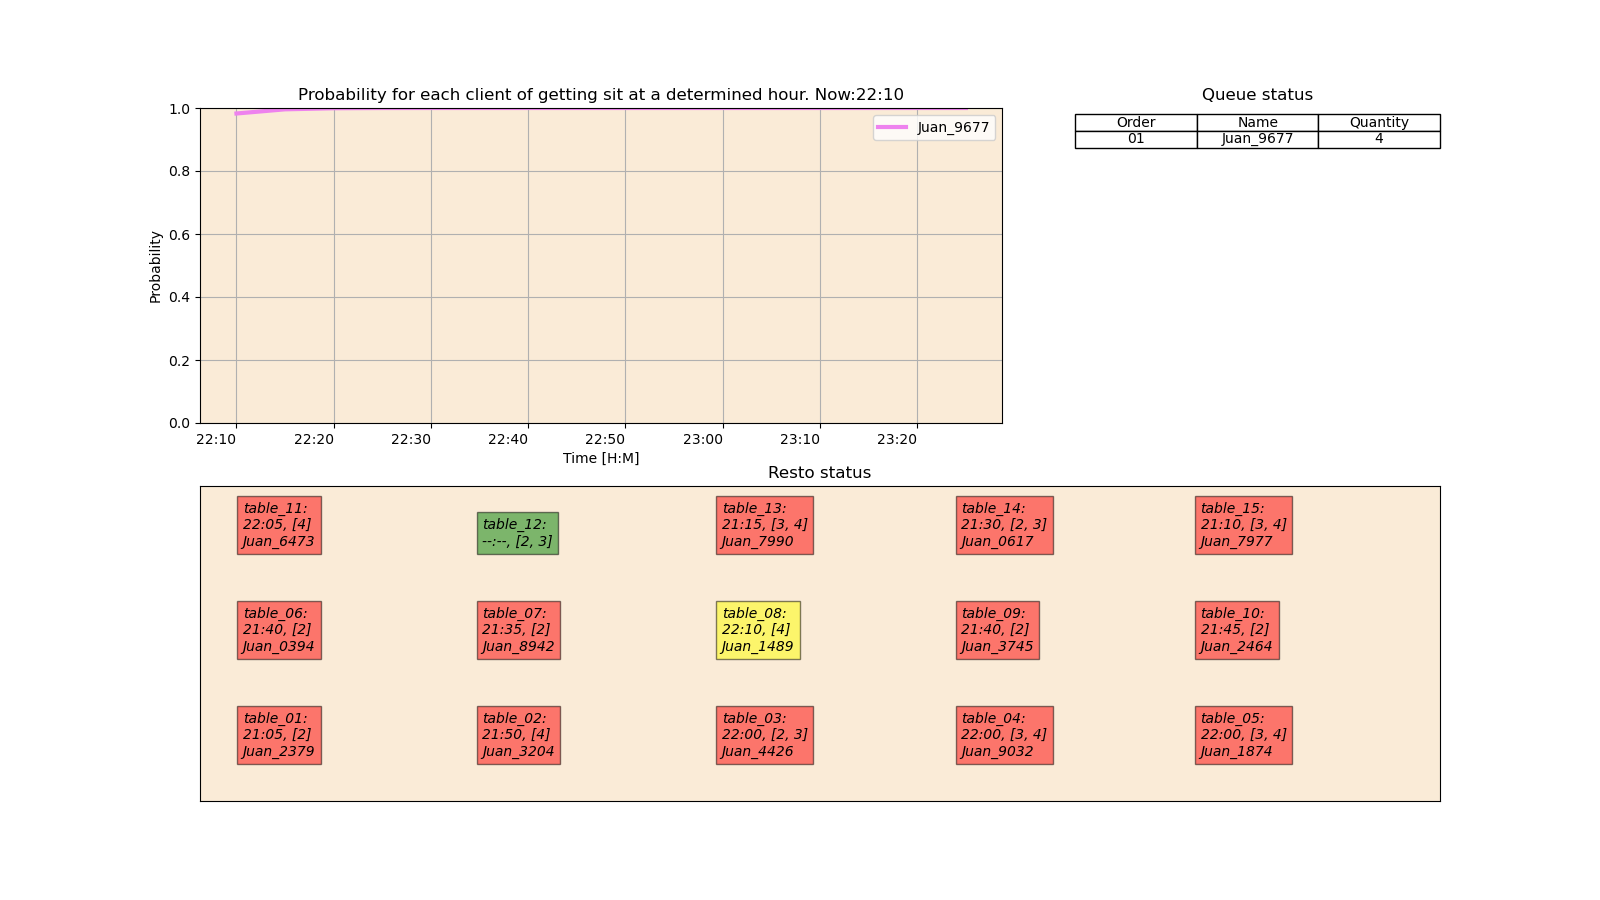 Probability for each client of getting sit at a determined hour. Now:22:10
1.0
0.8
0.6
0.4
0.2
0.0
Probability
Juan_9677
22:10 22:20 22:30 22:40 22:50 23:00 23:10 23:20
Time [H:M]
Queue status
Order Name Quantity
01 Juan_9677 4
Resto status
table_11:
22:05, [4]
Juan_6473
table_12:
--:--, [2, 3]
table_13:
21:15, [3, 4]
Juan_7990
table_14:
21:30, [2, 3]
Juan_0617
table_15:
21:10, [3, 4]
Juan_7977
table_06:
21:40, [2]
Juan_0394
table_07:
21:35, [2]
Juan_8942
table_08:
22:10, [4]
Juan_1489
table_09:
21:40, [2]
Juan_3745
table_10:
21:45, [2]
Juan_2464
table_01:
21:05, [2]
Juan_2379
table_02:
21:50, [4]
Juan_3204
table_03:
22:00, [2, 3]
Juan_4426
table_04:
22:00, [3, 4]
Juan_9032
table_05:
22:00, [3, 4]
Juan_1874